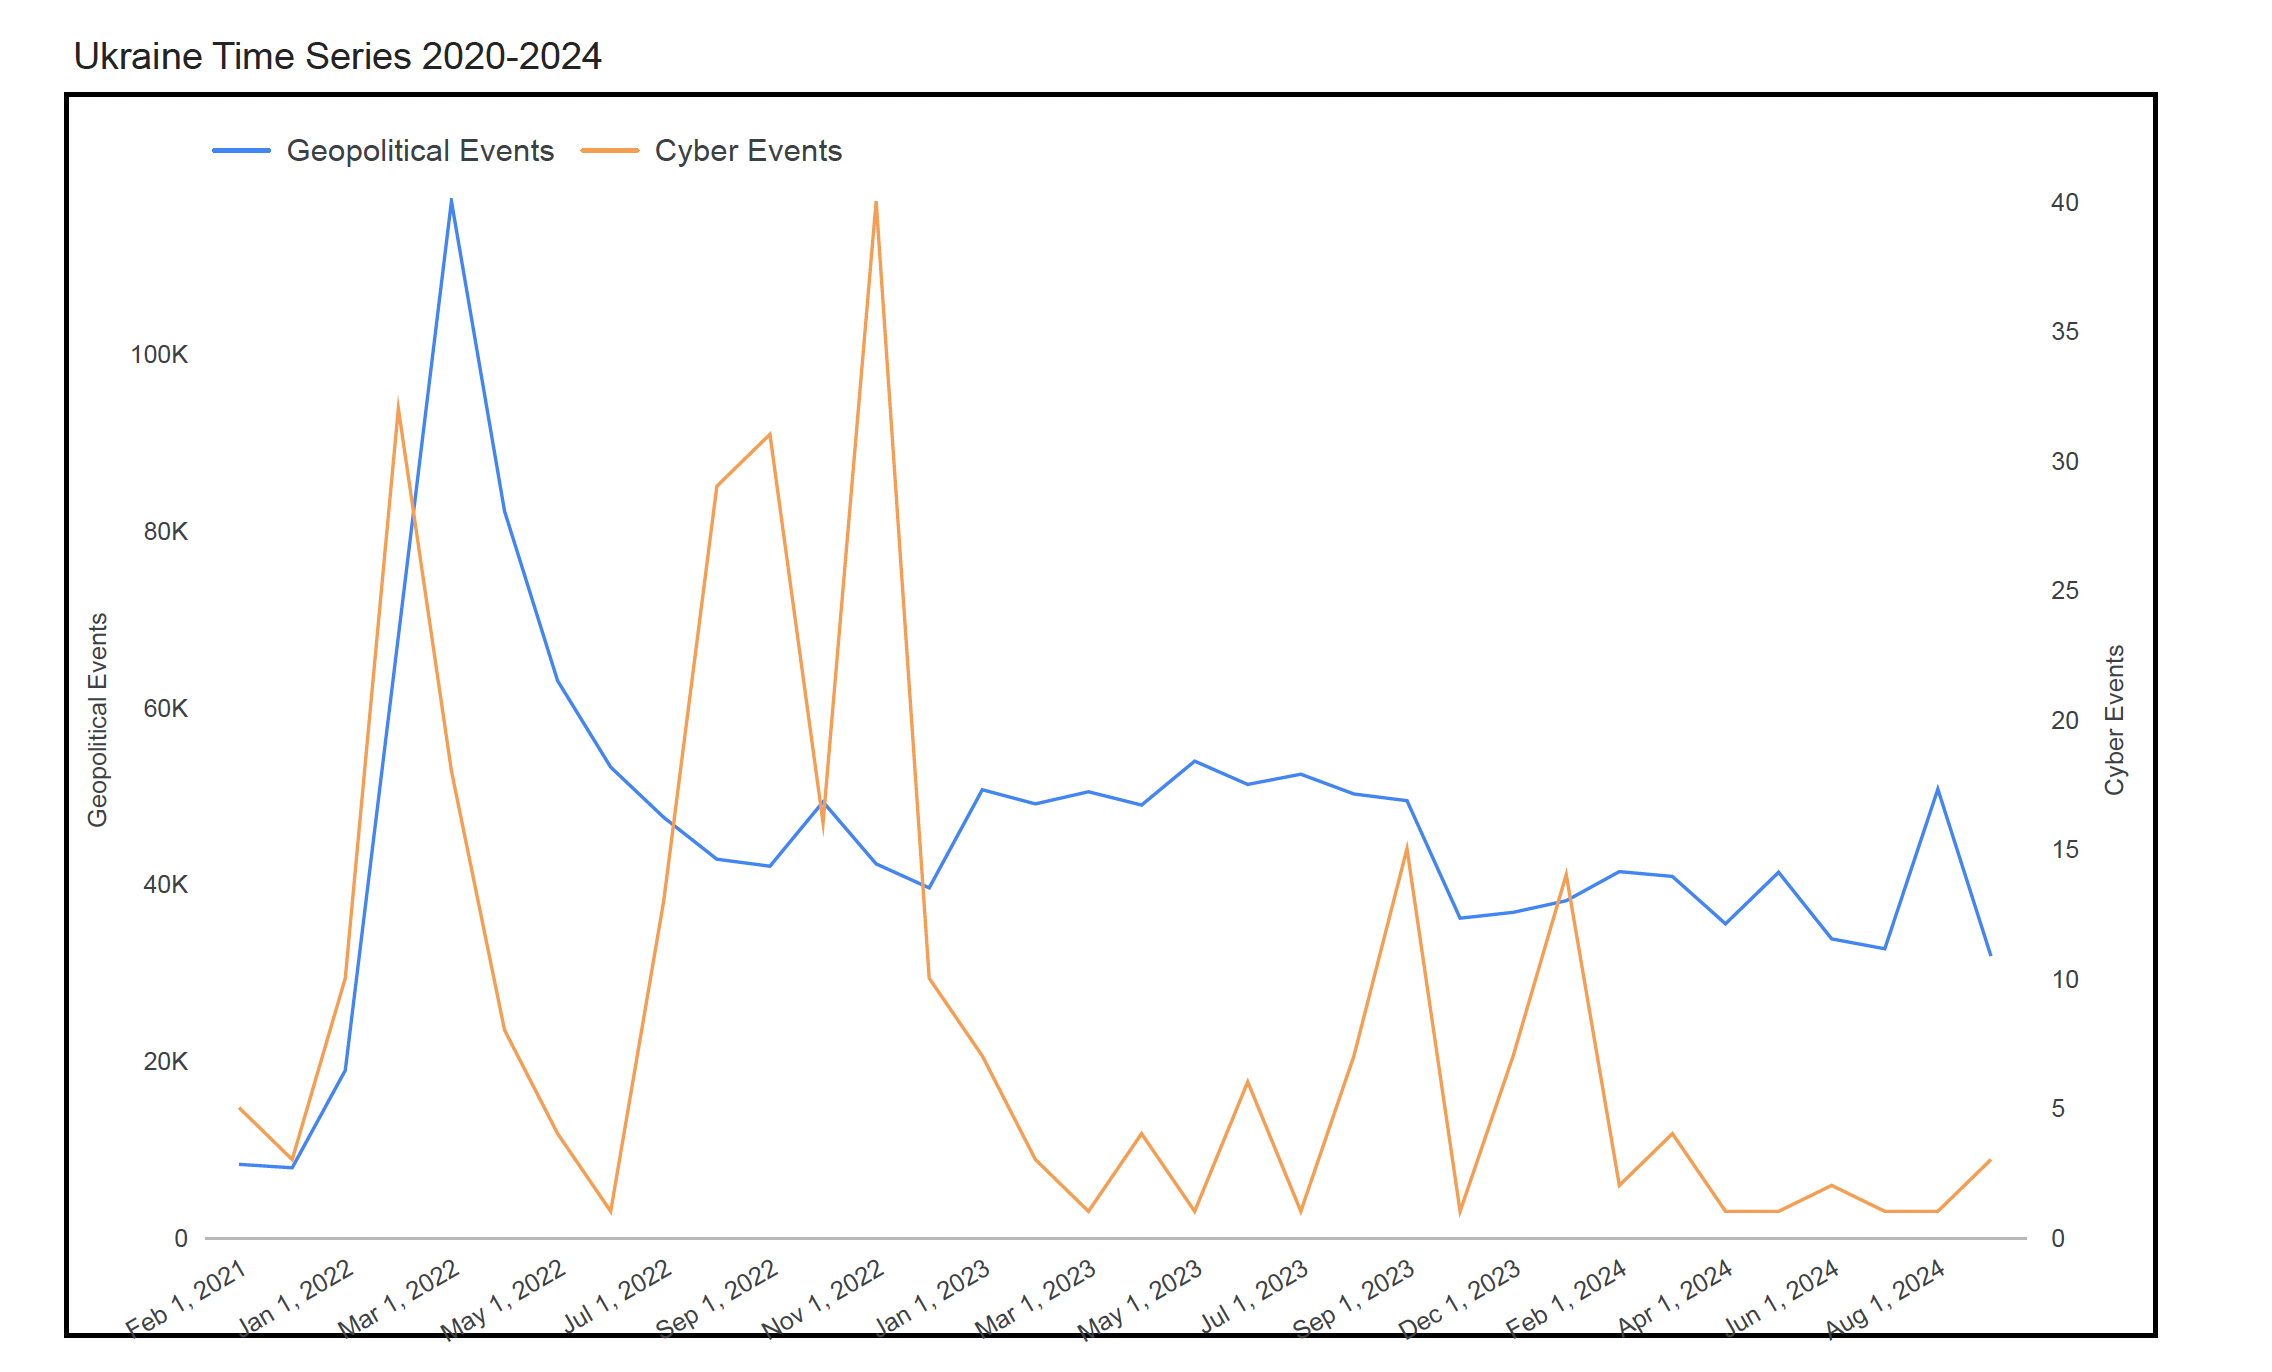 Ukraine Time Series 2020-2024
Geopolitical Events
Cyber Events
100K
80K
60K
40K
20K
0
Geopolitical Events
40
35
30
25
20
15
10
5
0
Cyber Events
Feb 1, 2021
Jan 1, 2022
Mar 1, 2022
May 1, 2022
Jul 1, 2022
Sep 1, 2022
Nov 1, 2022
Jan 1, 2023
Mar 1, 2023
May 1, 2023
Jul 1, 2023
Sep 1, 2023
Dec 1, 2023
Feb 1, 2024
Apr 1, 2024
Jun 1, 2024
Aug 1, 2024